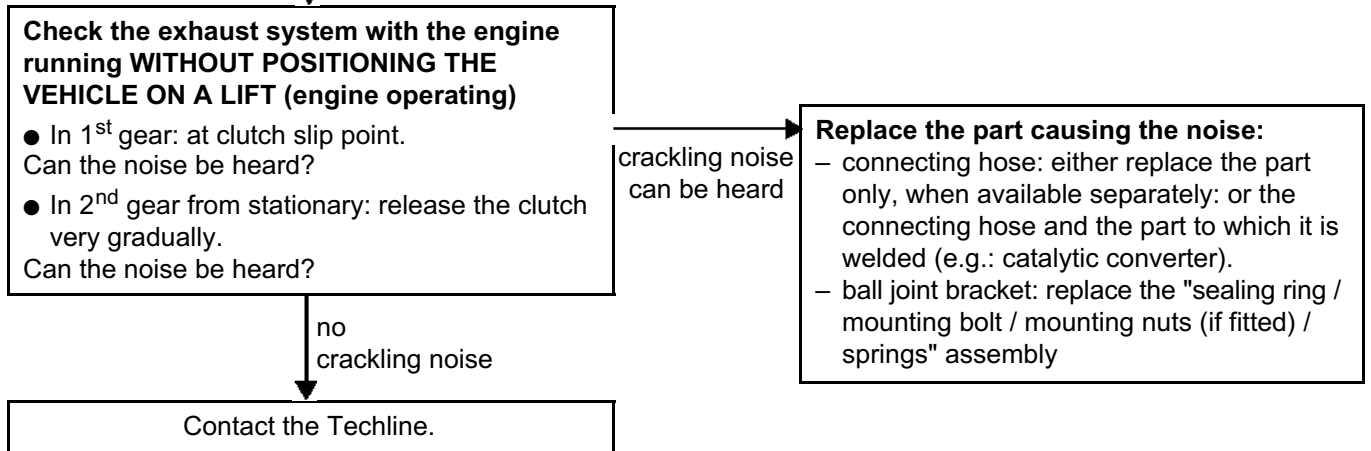 Check the exhaust system with the engine
running WITHOUT POSITIONING THE
VEHICLE ON A LIFT (engine operating)
● In 1st gear: at clutch slip point.
Can the noise be heard?
● In 2nd gear from stationary: release the clutch
very gradually.
Can the noise be heard?
crackling noise
can be heard
Replace the part causing the noise:
– connecting hose: either replace the part
only, when available separately: or the
connecting hose and the part to which it is
welded (e.g.: catalytic converter).
– ball joint bracket: replace the "sealing ring /
mounting bolt / mounting nuts (if fitted) /
springs" assembly
no
crackling noise
Contact the Techline.